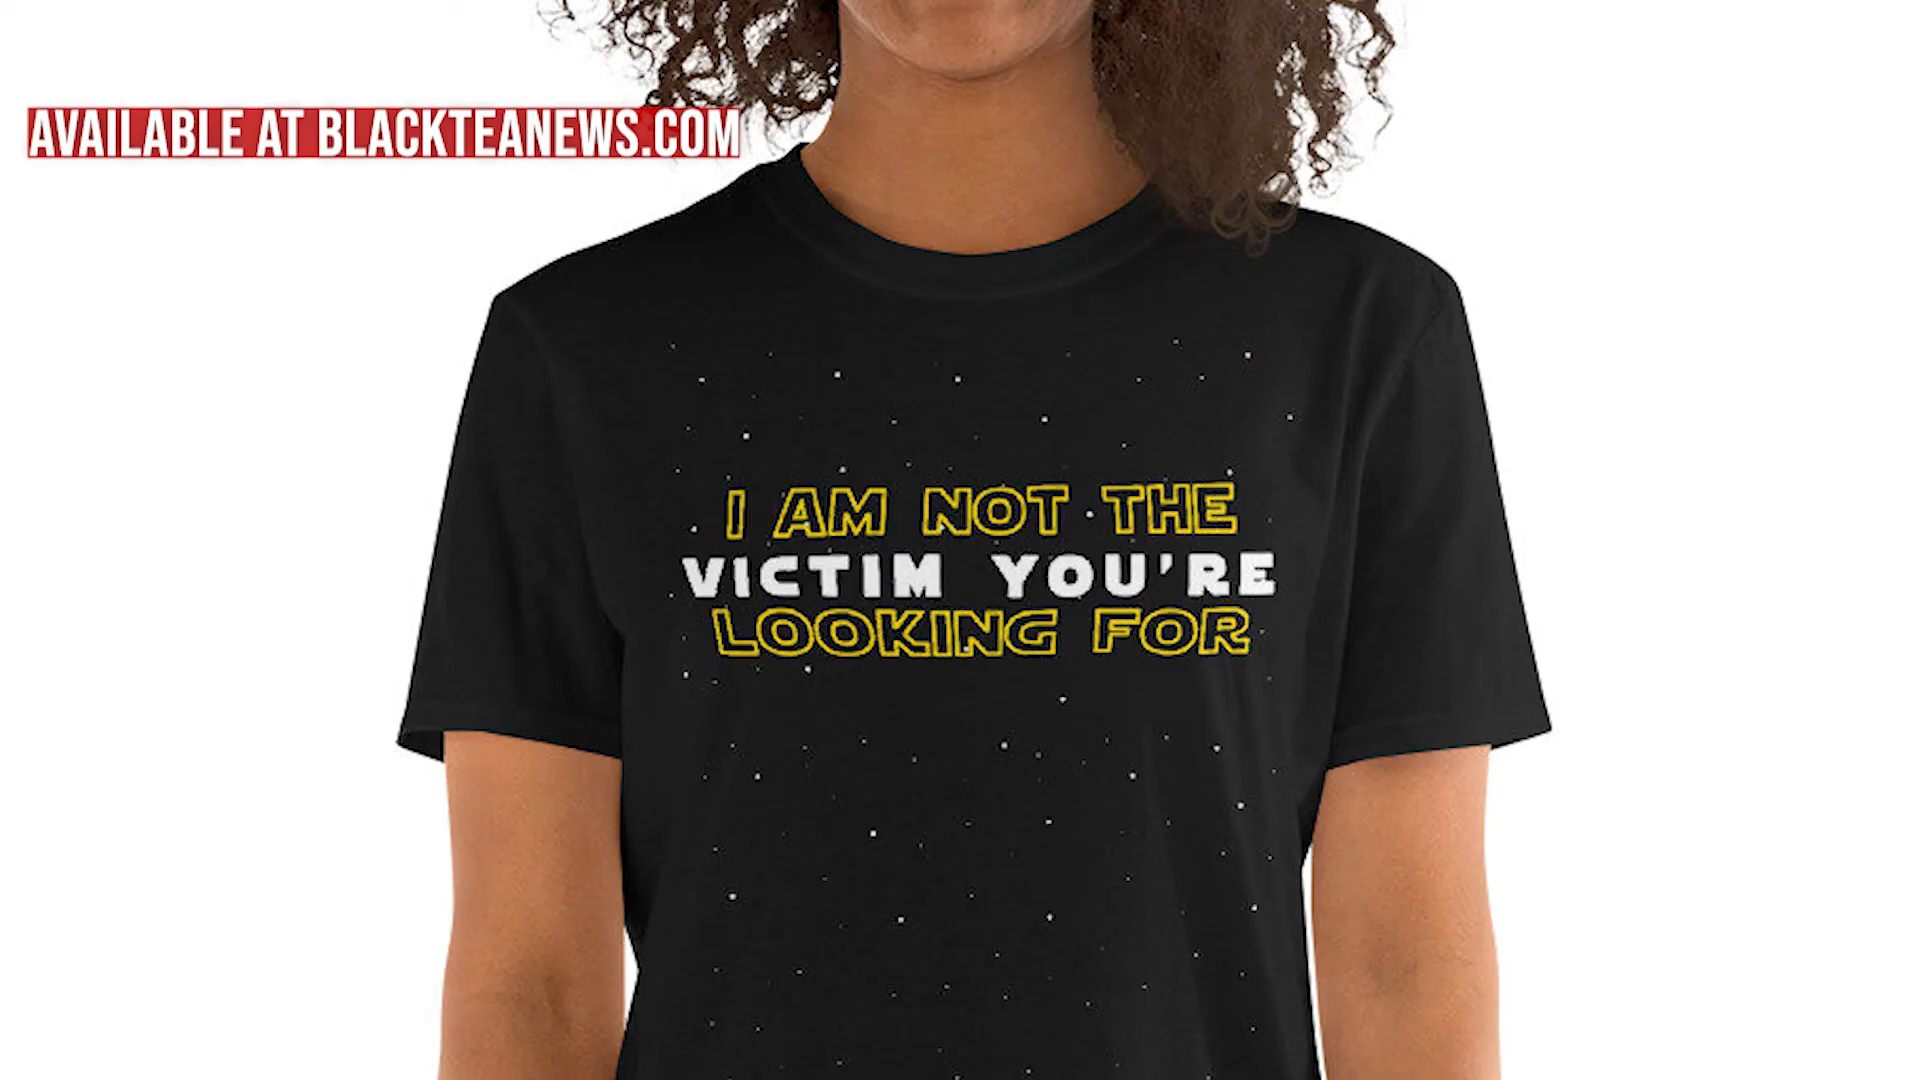 AVAILABLE AT BLACKTEANEWS.COM
I AM NOT THE
VICTIM YOU'RE
LOOKING FOR